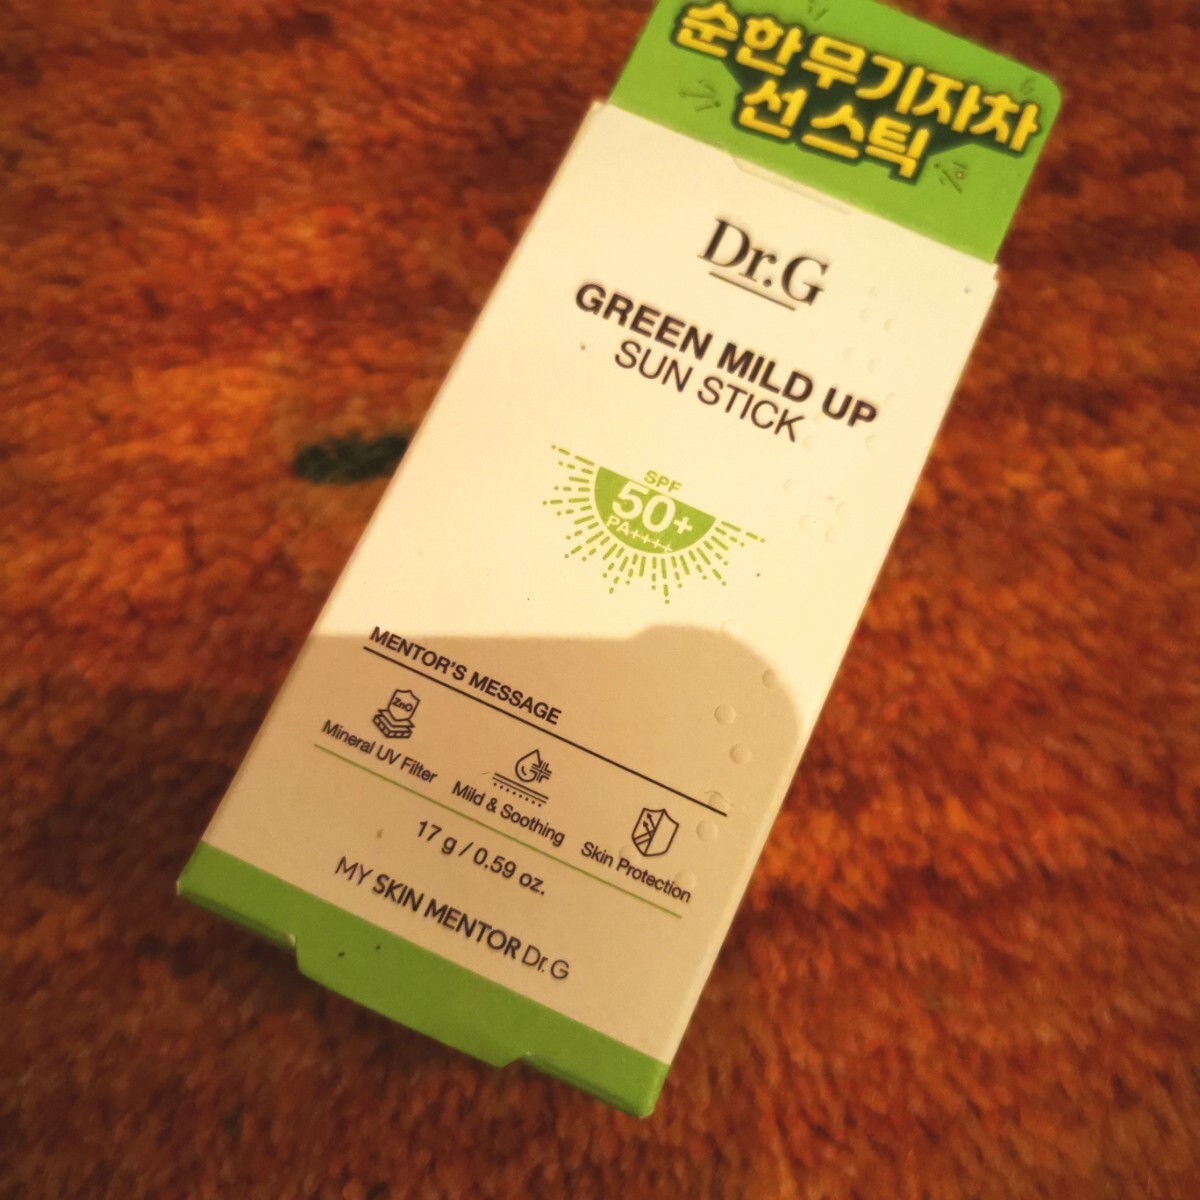 순한 무기자차
선 스틱
Dr.G
GREEN MILD UP
SUN STICK
SPF
50+
PA++++
MENTOR'S MESSAGE
ZnO
Mineral UV Filter
Mild & Soothing
Skin Protection
17 g / 0.59 oz.
MY SKIN MENTOR Dr.G